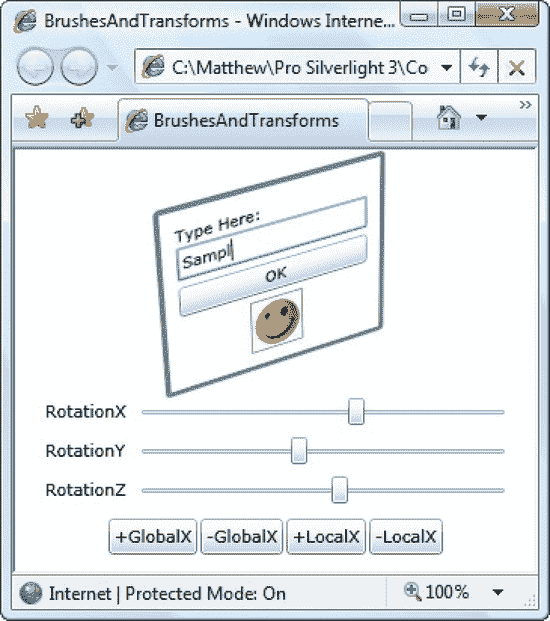 BrushesAndTransforms - Windows Interne...
C:\Matthew\Pro Silverlight 3\Co
BrushesAndTransforms
Type Here:
Sampl
OK
RotationX
RotationY
RotationZ
+GlobalX -GlobalX +LocalX -LocalX
Internet | Protected Mode: On 100%